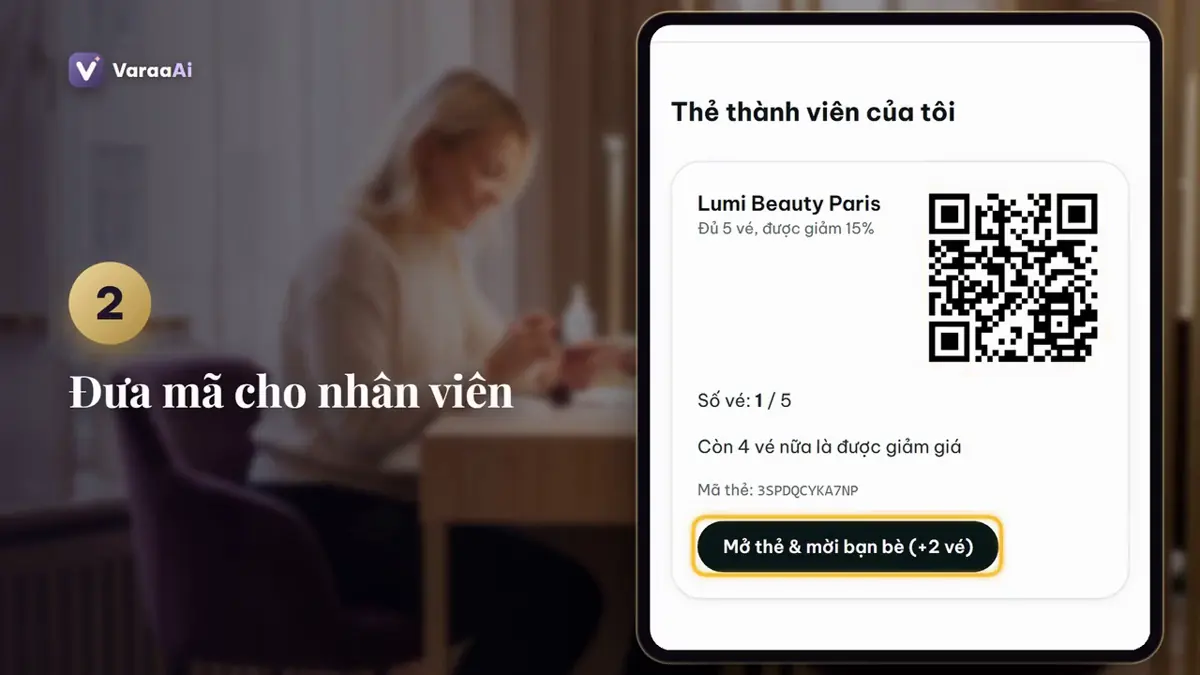 VaraaAi
2
Đưa mã cho nhân viên
Thẻ thành viên của tôi
Lumi Beauty Paris
Đủ 5 vé, được giảm 15%
Số vé: 1 / 5
Còn 4 vé nữa là được giảm giá
Mã thẻ: 3SPDQCYKA7NP
Mở thẻ & mời bạn bè (+2 vé)